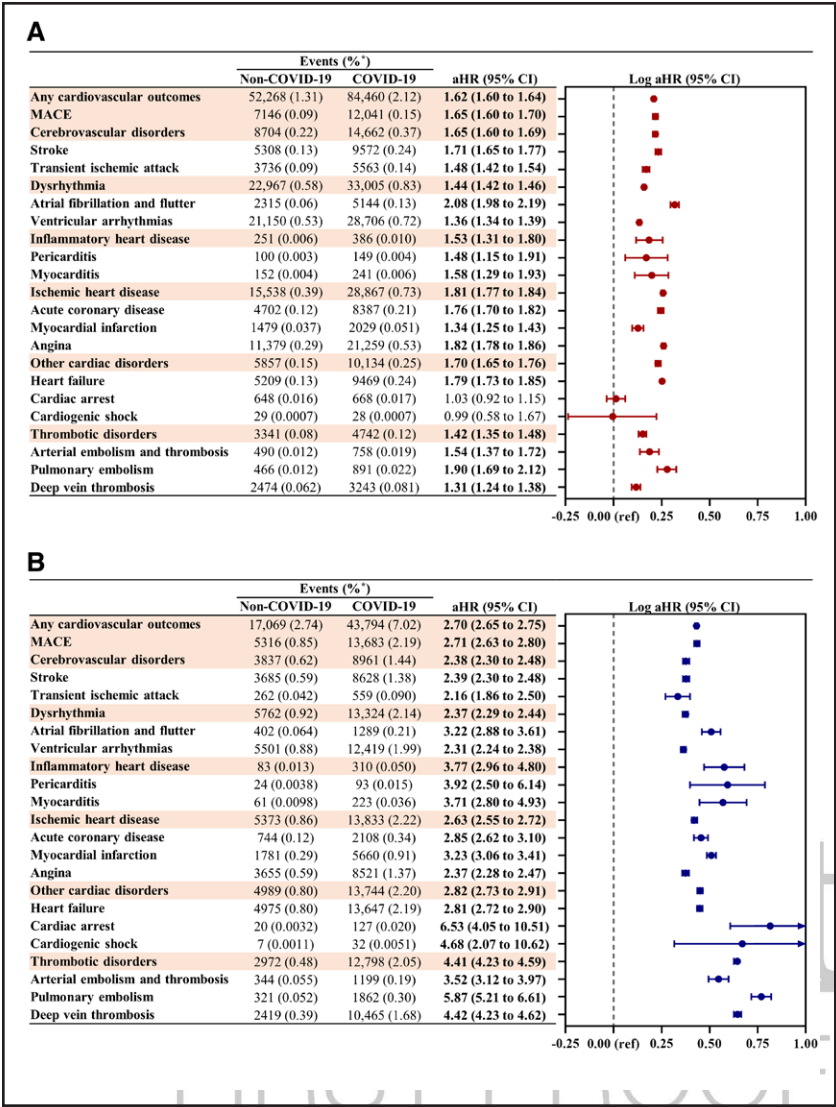 A
Events (%*)
Non-COVID-19 COVID-19 aHR (95% CI) Log aHR (95% CI)
Any cardiovascular outcomes 52,268 (1.31) 84,460 (2.12) 1.62 (1.60 to 1.64)
MACE 7146 (0.09) 12,041 (0.15) 1.65 (1.60 to 1.70)
Cerebrovascular disorders 8704 (0.22) 14,662 (0.37) 1.65 (1.60 to 1.69)
Stroke 5308 (0.13) 9572 (0.24) 1.71 (1.65 to 1.77)
Transient ischemic attack 3736 (0.09) 5563 (0.14) 1.48 (1.42 to 1.54)
Dysrhythmia 22,967 (0.58) 33,005 (0.83) 1.44 (1.42 to 1.46)
Atrial fibrillation and flutter 2315 (0.06) 5144 (0.13) 2.08 (1.98 to 2.19)
Ventricular arrhythmias 21,150 (0.53) 28,706 (0.72) 1.36 (1.34 to 1.39)
Inflammatory heart disease 251 (0.006) 386 (0.010) 1.53 (1.31 to 1.80)
Pericarditis 100 (0.003) 149 (0.004) 1.48 (1.15 to 1.91)
Myocarditis 152 (0.004) 241 (0.006) 1.58 (1.29 to 1.93)
Ischemic heart disease 15,538 (0.39) 28,867 (0.73) 1.81 (1.77 to 1.84)
Acute coronary disease 4702 (0.12) 8387 (0.21) 1.76 (1.70 to 1.82)
Myocardial infarction 1479 (0.037) 2029 (0.051) 1.34 (1.25 to 1.43)
Angina 11,379 (0.29) 21,259 (0.53) 1.82 (1.78 to 1.86)
Other cardiac disorders 5857 (0.15) 10,134 (0.25) 1.70 (1.65 to 1.76)
Heart failure 5209 (0.13) 9469 (0.24) 1.79 (1.73 to 1.85)
Cardiac arrest 648 (0.016) 668 (0.017) 1.03 (0.92 to 1.15)
Cardiogenic shock 29 (0.0007) 28 (0.0007) 0.99 (0.58 to 1.67)
Thrombotic disorders 3341 (0.08) 4742 (0.12) 1.42 (1.35 to 1.48)
Arterial embolism and thrombosis 490 (0.012) 758 (0.019) 1.54 (1.37 to 1.72)
Pulmonary embolism 466 (0.012) 891 (0.022) 1.90 (1.69 to 2.12)
Deep vein thrombosis 2474 (0.062) 3243 (0.081) 1.31 (1.24 to 1.38)
-0.25 0.00 (ref) 0.25 0.50 0.75 1.00
B
Events (%*)
Non-COVID-19 COVID-19 aHR (95% CI) Log aHR (95% CI)
Any cardiovascular outcomes 17,069 (2.74) 43,794 (7.02) 2.70 (2.65 to 2.75)
MACE 5316 (0.85) 13,683 (2.19) 2.71 (2.63 to 2.80)
Cerebrovascular disorders 3837 (0.62) 8961 (1.44) 2.38 (2.30 to 2.48)
Stroke 3685 (0.59) 8628 (1.38) 2.39 (2.30 to 2.48)
Transient ischemic attack 262 (0.042) 559 (0.090) 2.16 (1.86 to 2.50)
Dysrhythmia 5762 (0.92) 13,324 (2.14) 2.37 (2.29 to 2.44)
Atrial fibrillation and flutter 402 (0.064) 1289 (0.21) 3.22 (2.88 to 3.61)
Ventricular arrhythmias 5501 (0.88) 12,419 (1.99) 2.31 (2.24 to 2.38)
Inflammatory heart disease 83 (0.013) 310 (0.050) 3.77 (2.96 to 4.80)
Pericarditis 24 (0.0038) 93 (0.015) 3.92 (2.50 to 6.14)
Myocarditis 61 (0.0098) 223 (0.036) 3.71 (2.80 to 4.93)
Ischemic heart disease 5373 (0.86) 13,833 (2.22) 2.63 (2.55 to 2.72)
Acute coronary disease 744 (0.12) 2108 (0.34) 2.85 (2.62 to 3.10)
Myocardial infarction 1781 (0.29) 5660 (0.91) 3.23 (3.06 to 3.41)
Angina 3655 (0.59) 8521 (1.37) 2.37 (2.28 to 2.47)
Other cardiac disorders 4989 (0.80) 13,744 (2.20) 2.82 (2.73 to 2.91)
Heart failure 4975 (0.80) 13,647 (2.19) 2.81 (2.72 to 2.90)
Cardiac arrest 20 (0.0032) 127 (0.020) 6.53 (4.05 to 10.51)
Cardiogenic shock 7 (0.0011) 32 (0.0051) 4.68 (2.07 to 10.62)
Thrombotic disorders 2972 (0.48) 12,798 (2.05) 4.41 (4.23 to 4.59)
Arterial embolism and thrombosis 344 (0.055) 1199 (0.19) 3.52 (3.12 to 3.97)
Pulmonary embolism 321 (0.052) 1862 (0.30) 5.87 (5.21 to 6.61)
Deep vein thrombosis 2419 (0.39) 10,465 (1.68) 4.42 (4.23 to 4.62)
-0.25 0.00 (ref) 0.25 0.50 0.75 1.00